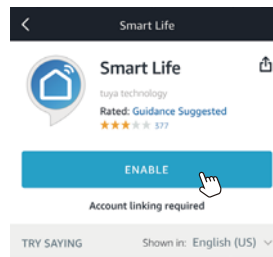 Smart Life
Smart Life
tuya technology
Rated: Guidance Suggested
377
ENABLE
Account linking required
TRY SAYING Shown in: English (US)